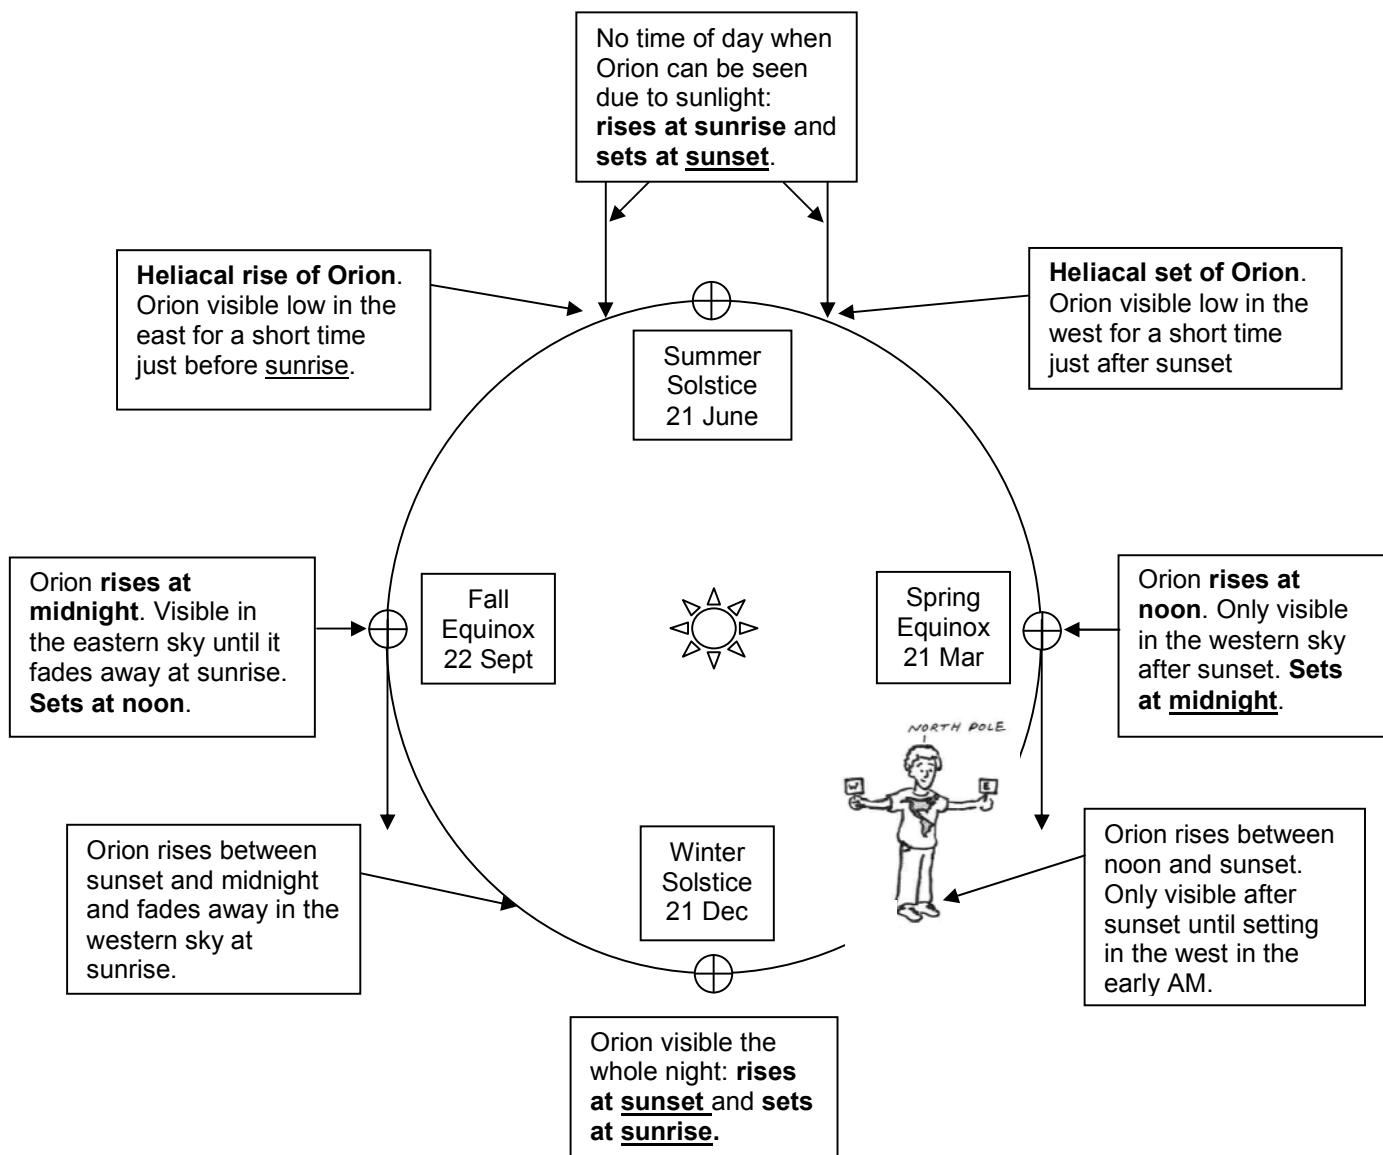 No time of day when
Orion can be seen
due to sunlight:
rises at sunrise and
sets at sunset.
Heliacal rise of Orion.
Orion visible low in the
east for a short time
just before sunrise.
Heliacal set of Orion.
Orion visible low in the
west for a short time
just after sunset
Summer
Solstice
21 June
Orion rises at
midnight. Visible in
the eastern sky until it
fades away at sunrise.
Sets at noon.
Fall
Equinox
22 Sept
Spring
Equinox
21 Mar
Orion rises at
noon. Only visible
in the western sky
after sunset. Sets
at midnight.
NORTH POLE
W
E
Orion rises between
sunset and midnight
and fades away in the
western sky at
sunrise.
Winter
Solstice
21 Dec
Orion rises between
noon and sunset.
Only visible after
sunset until setting
in the west in the
early AM.
Orion visible the
whole night: rises
at sunset and sets
at sunrise.